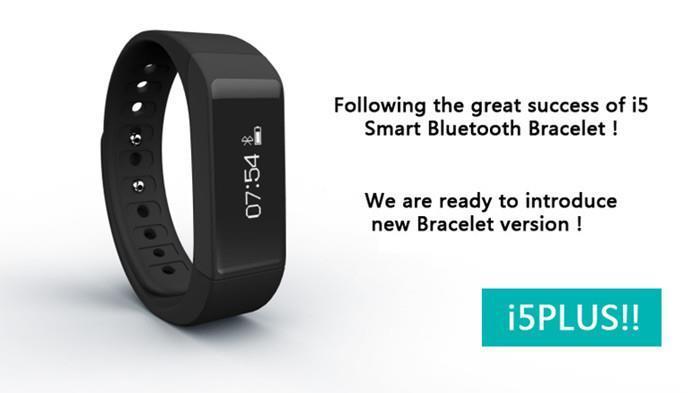 07:54
Following the great success of i5
Smart Bluetooth Bracelet !
We are ready to introduce
new Bracelet version !
i5PLUS!!